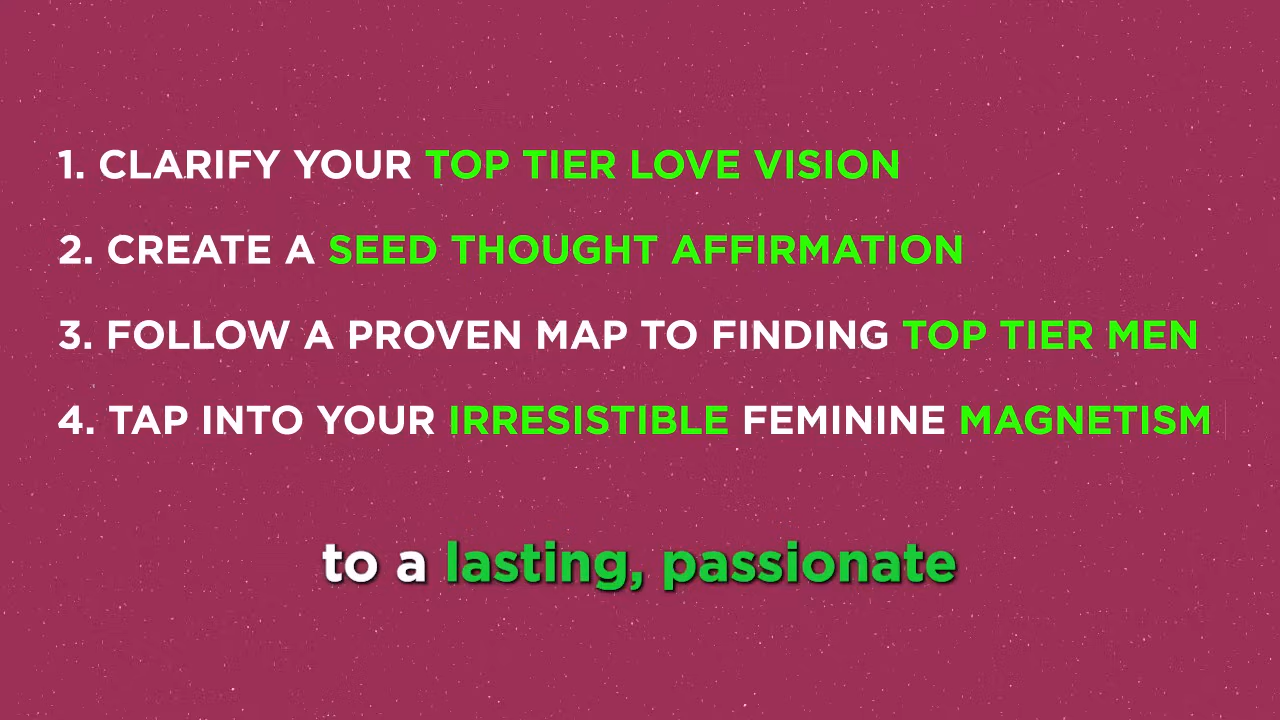 1. CLARIFY YOUR TOP TIER LOVE VISION
2. CREATE A SEED THOUGHT AFFIRMATION
3. FOLLOW A PROVEN MAP TO FINDING TOP TIER MEN
4. TAP INTO YOUR IRRESISTIBLE FEMININE MAGNETISM
to a lasting, passionate